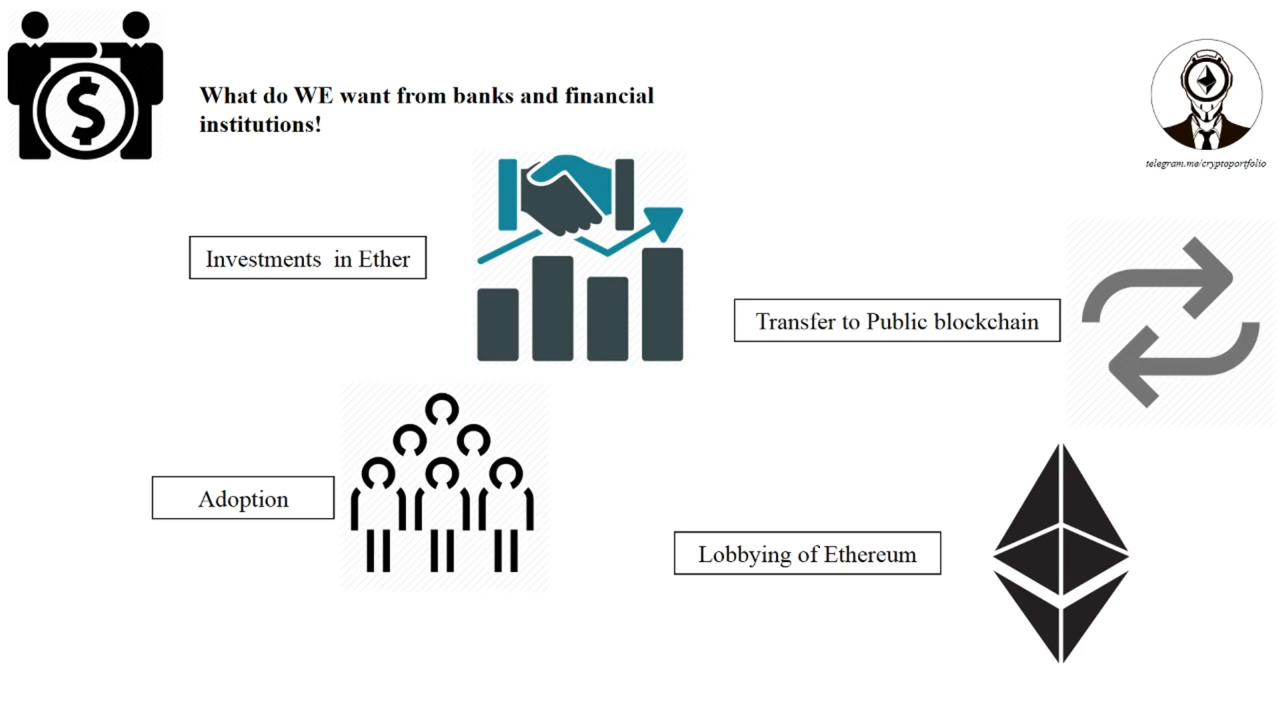 What do WE want from banks and financial
institutions!
telegram.me/cryptoportfolio
Investments in Ether
Transfer to Public blockchain
Adoption
Lobbying of Ethereum